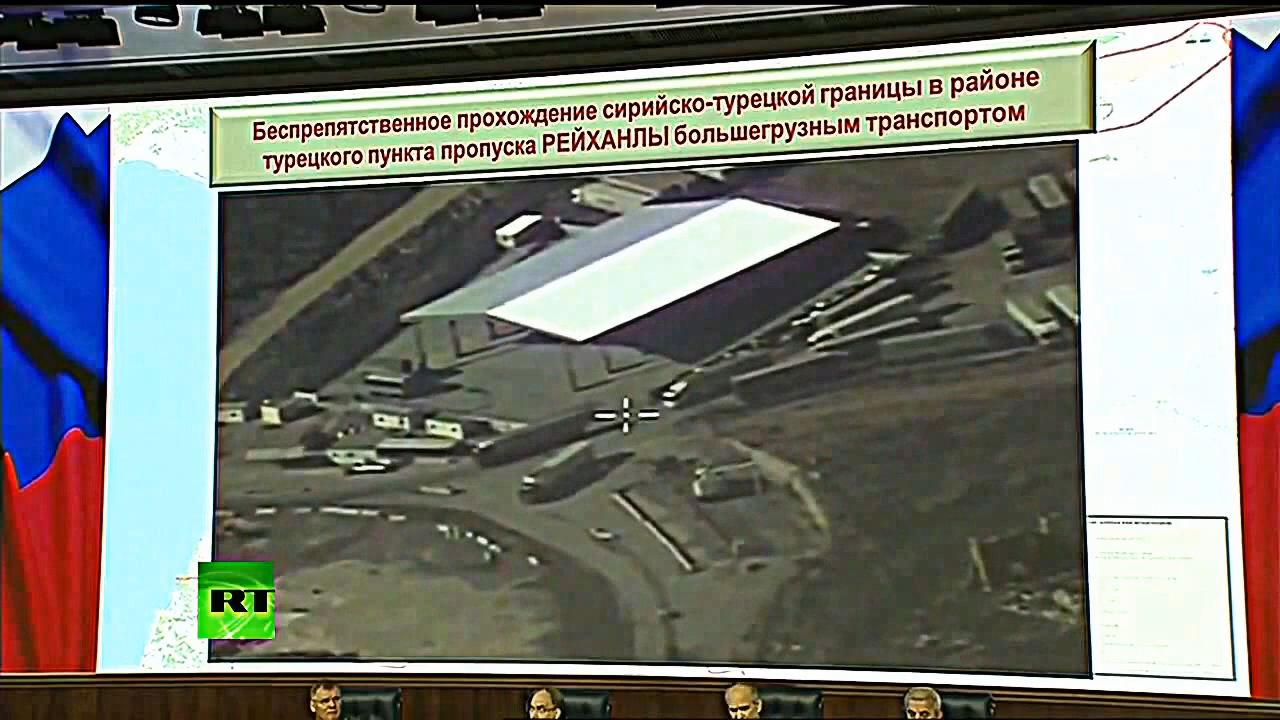 Беспрепятственное прохождение сирийско-турецкой границы в районе
турецкого пункта пропуска РЕЙХАНЛЫ большегрузным транспортом
RT